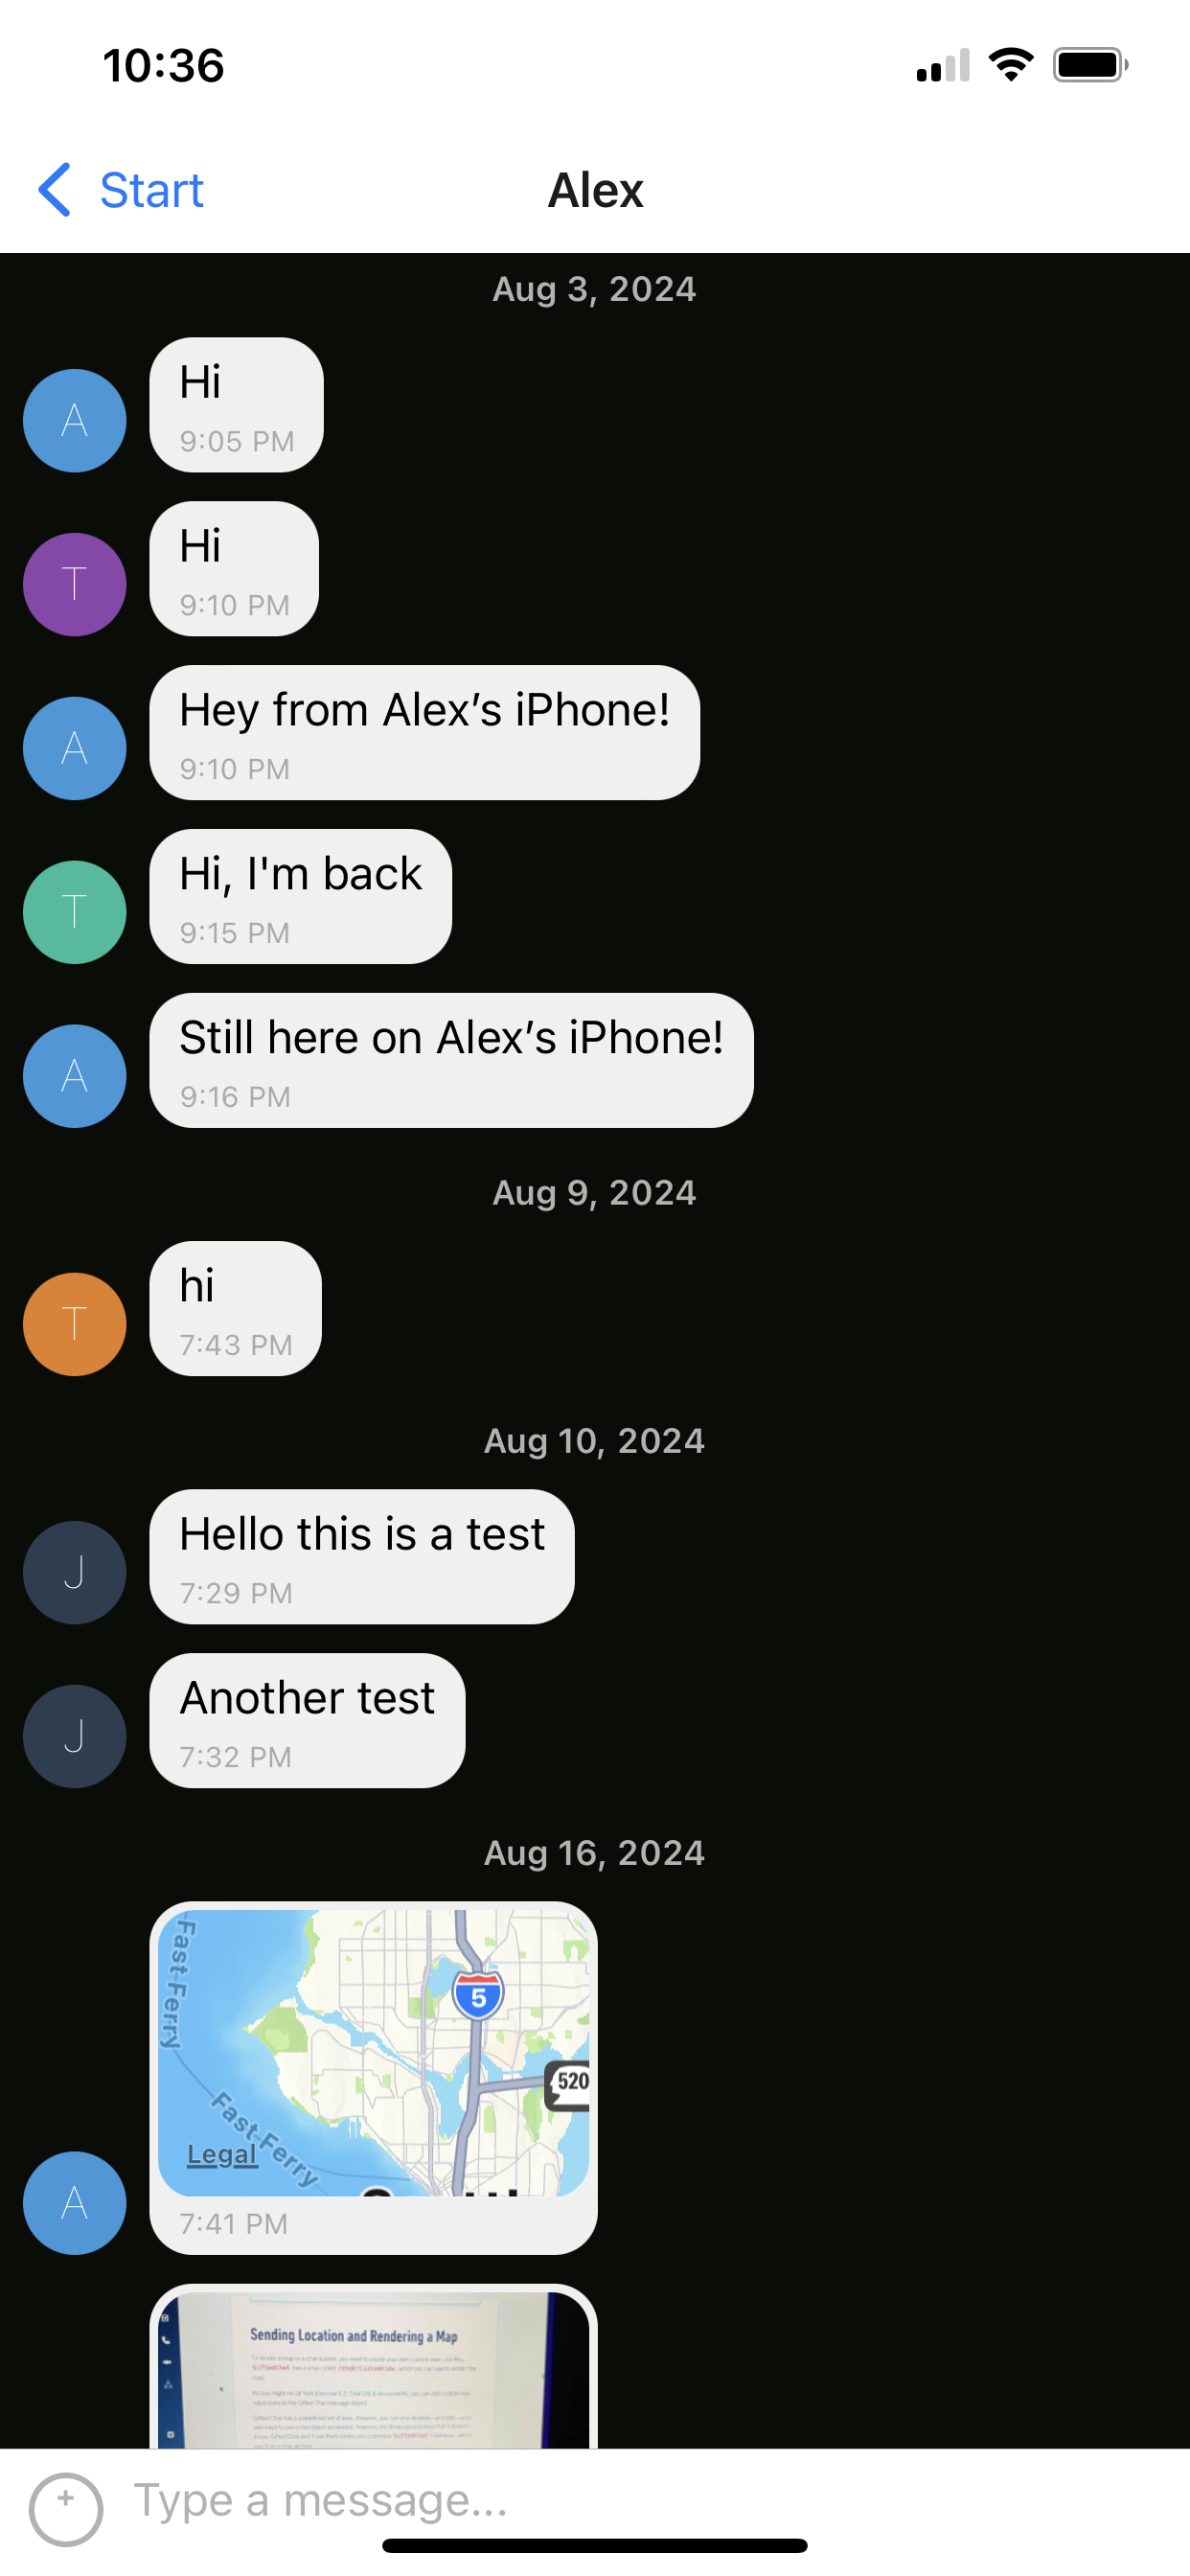 10:36
Start
Alex
Aug 3, 2024
A
Hi
9:05 PM
T
Hi
9:10 PM
A
Hey from Alex’s iPhone!
9:10 PM
T
Hi, I'm back
9:15 PM
A
Still here on Alex’s iPhone!
9:16 PM
Aug 9, 2024
T
hi
7:43 PM
Aug 10, 2024
J
Hello this is a test
7:29 PM
J
Another test
7:32 PM
Aug 16, 2024
Fast Ferry
5
520
Fast Ferry
Legal
A
7:41 PM
Sending Location and Rendering a Map
+
Type a message...